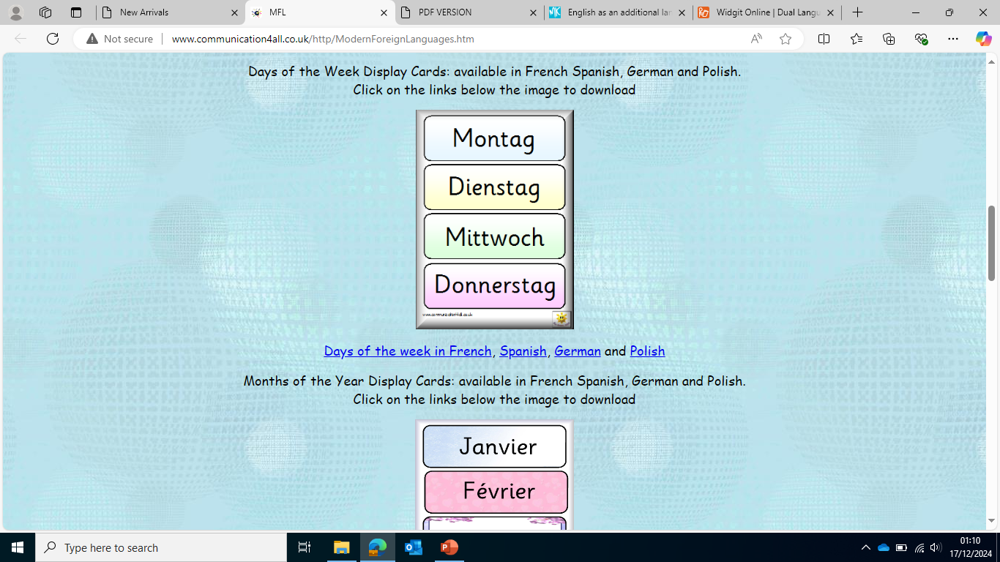 New Arrivals
MFL
PDF VERSION
English as an additional lan
Widgit Online | Dual Langu
Not secure
www.communication4all.co.uk/http/ModernForeignLanguages.htm
Days of the Week Display Cards: available in French Spanish, German and Polish.
Click on the links below the image to download
Montag
Dienstag
Mittwoch
Donnerstag
www.communication4all.co.uk
Days of the week in French, Spanish, German and Polish
Months of the Year Display Cards: available in French Spanish, German and Polish.
Click on the links below the image to download
Janvier
Février
Type here to search
01:10
17/12/2024